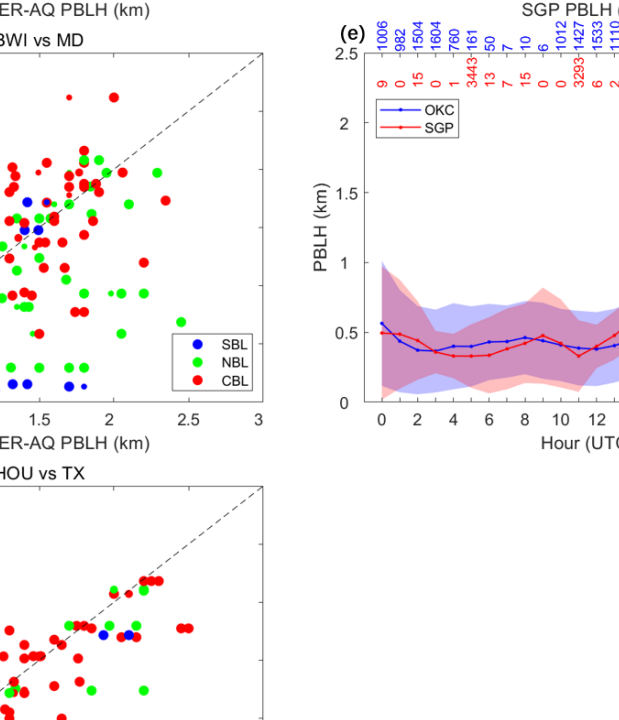 ER-AQ PBLH (km)
BWI vs MD
SBL
NBL
CBL
1.5 2 2.5 3
ER-AQ PBLH (km)
HOU vs TX
SGP PBLH (
(e)
1006 982 1504 1604 760 161 50 7 10 6 1012 1427 1533 1110
9 0 15 0 1 3443 13 7 15 0 0 3293 6 2
OKC
SGP
2.5
2
1.5
1
0.5
0
PBLH (km)
0 2 4 6 8 10 12
Hour (UTC